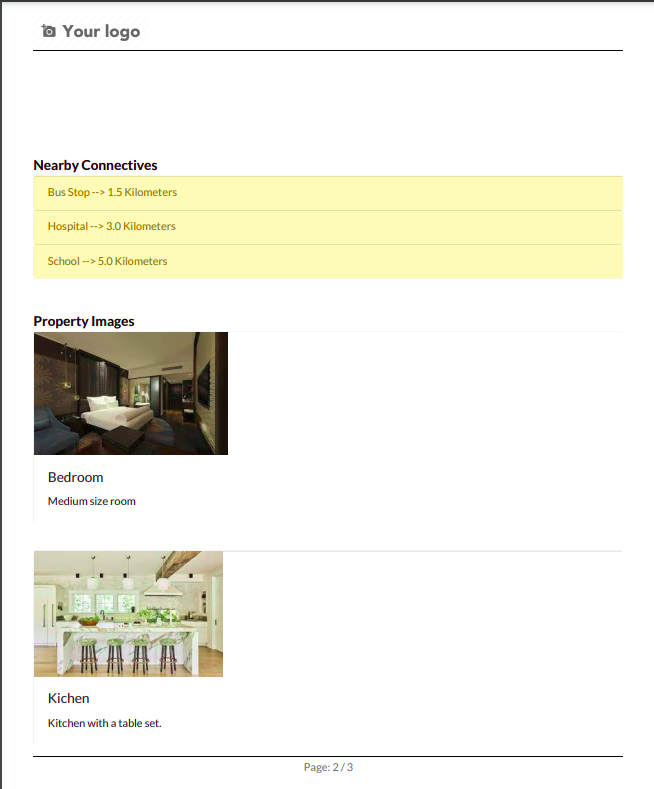 Your logo
Nearby Connectives
Bus Stop --> 1.5 Kilometers
Hospital --> 3.0 Kilometers
School --> 5.0 Kilometers
Property Images
Bedroom
Medium size room
Kichen
Kitchen with a table set.
Page: 2 / 3